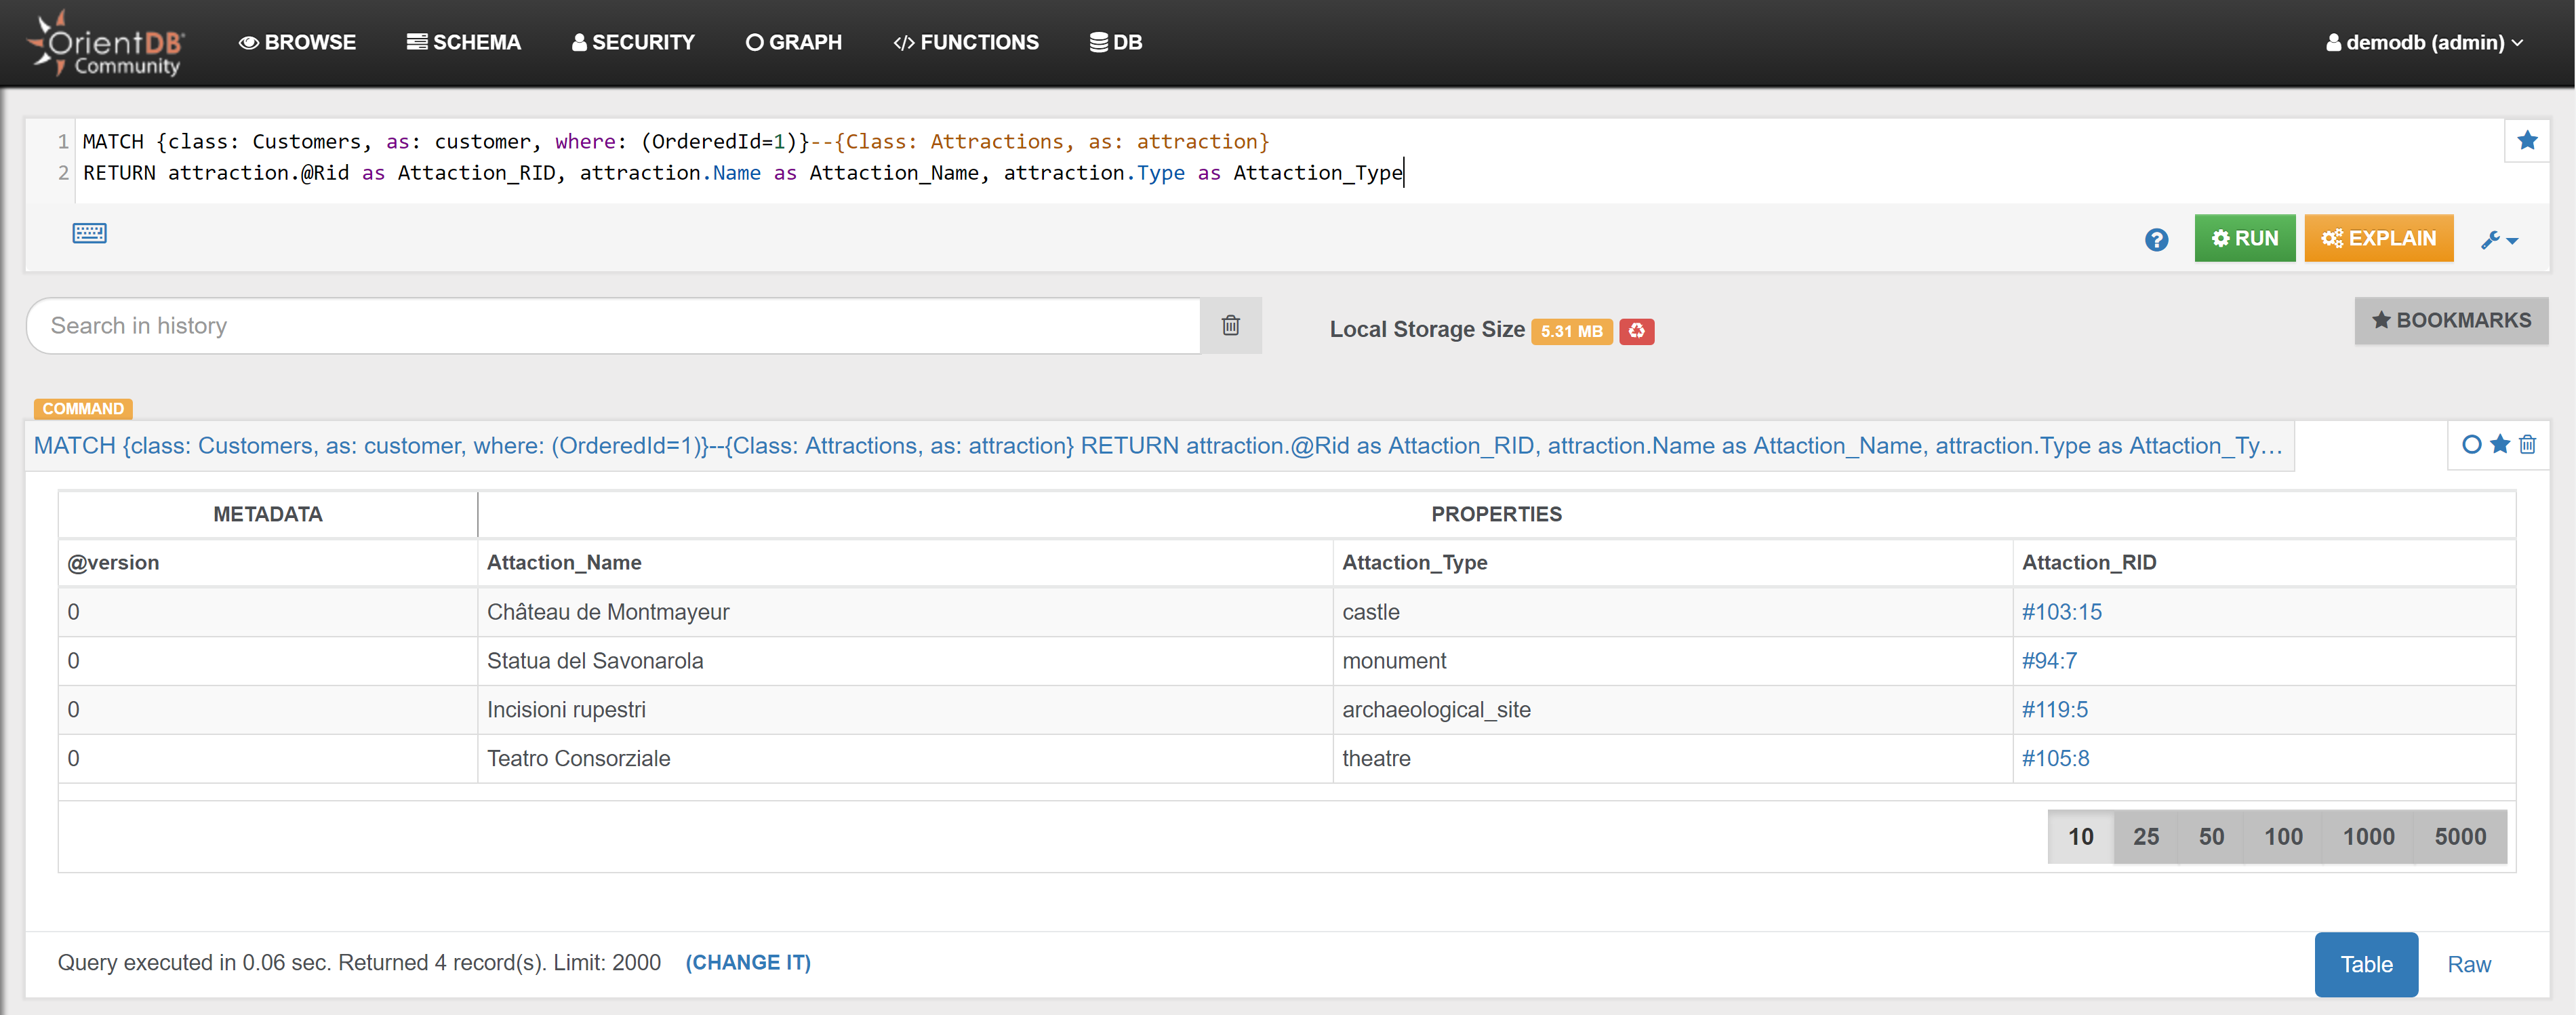 OrientDB
Community
BROWSE SCHEMA SECURITY GRAPH FUNCTIONS DB demodb (admin)
1 MATCH {class: Customers, as: customer, where: (OrderedId=1)}--{Class: Attractions, as: attraction}
2 RETURN attraction.@Rid as Attaction_RID, attraction.Name as Attaction_Name, attraction.Type as Attaction_Type
RUN EXPLAIN
Search in history Local Storage Size 5.31 MB BOOKMARKS
COMMAND
MATCH {class: Customers, as: customer, where: (OrderedId=1)}--{Class: Attractions, as: attraction} RETURN attraction.@Rid as Attaction_RID, attraction.Name as Attaction_Name, attraction.Type as Attaction_Ty...
METADATA PROPERTIES
@version Attaction_Name Attaction_Type Attaction_RID
0 Château de Montmayeur castle #103:15
0 Statua del Savonarola monument #94:7
0 Incisioni rupestri archaeological_site #119:5
0 Teatro Consorziale theatre #105:8
10 25 50 100 1000 5000
Query executed in 0.06 sec. Returned 4 record(s). Limit: 2000 (CHANGE IT) Table Raw